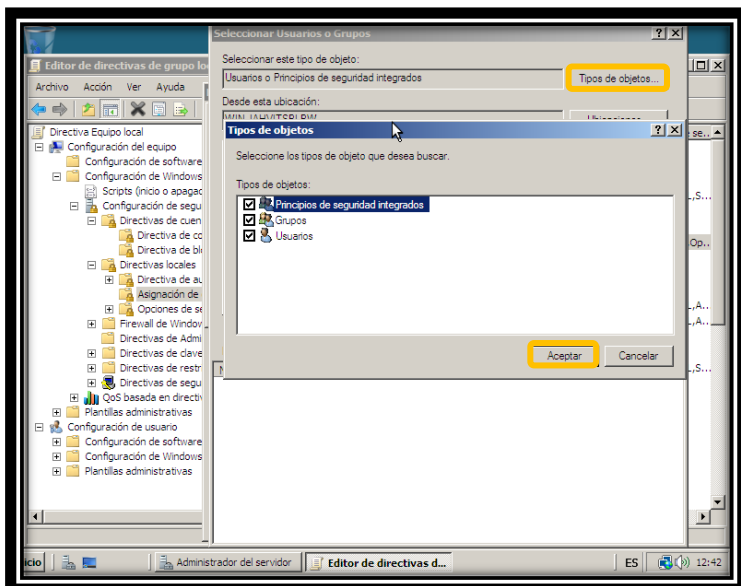 Seleccionar Usuarios o Grupos
Seleccionar este tipo de objeto:
Usuarios o Principios de seguridad integrados
Tipos de objetos...
Desde esta ubicación:
Tipos de objetos
Seleccione los tipos de objeto que desea buscar.
Tipos de objetos:
Principios de seguridad integrados
Grupos
Usuarios
Aceptar
Cancelar
Editor de directivas de grupo lo
Archivo Acción Ver Ayuda
Directiva Equipo local
Configuración del equipo
Configuración de software
Configuración de Windows
Scripts (inicio o apagac
Configuración de segu
Directivas de cuen
Directiva de co
Directiva de blo
Directivas locales
Directiva de au
Asignación de
Opciones de se
Firewall de Window
Directivas de Admi
Directivas de clave
Directivas de restr
Directivas de segu
QoS basada en directiv
Plantillas administrativas
Configuración de usuario
Configuración de software
Configuración de Windows
Plantillas administrativas
se...
.,S...
Op..
.,A..
.,A..
.,S...
icio
Administrador del servidor
Editor de directivas d...
ES
12:42